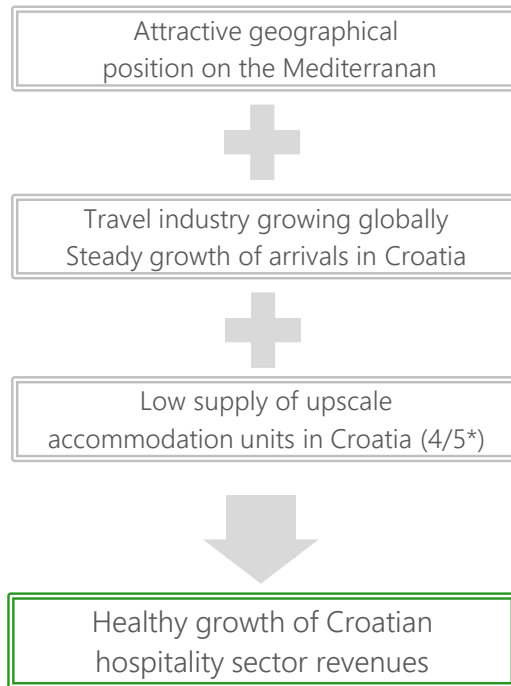 Attractive geographical
position on the Mediterranan
Travel industry growing globally
Steady growth of arrivals in Croatia
Low supply of upscale
accommodation units in Croatia (4/5*)
Healthy growth of Croatian
hospitality sector revenues